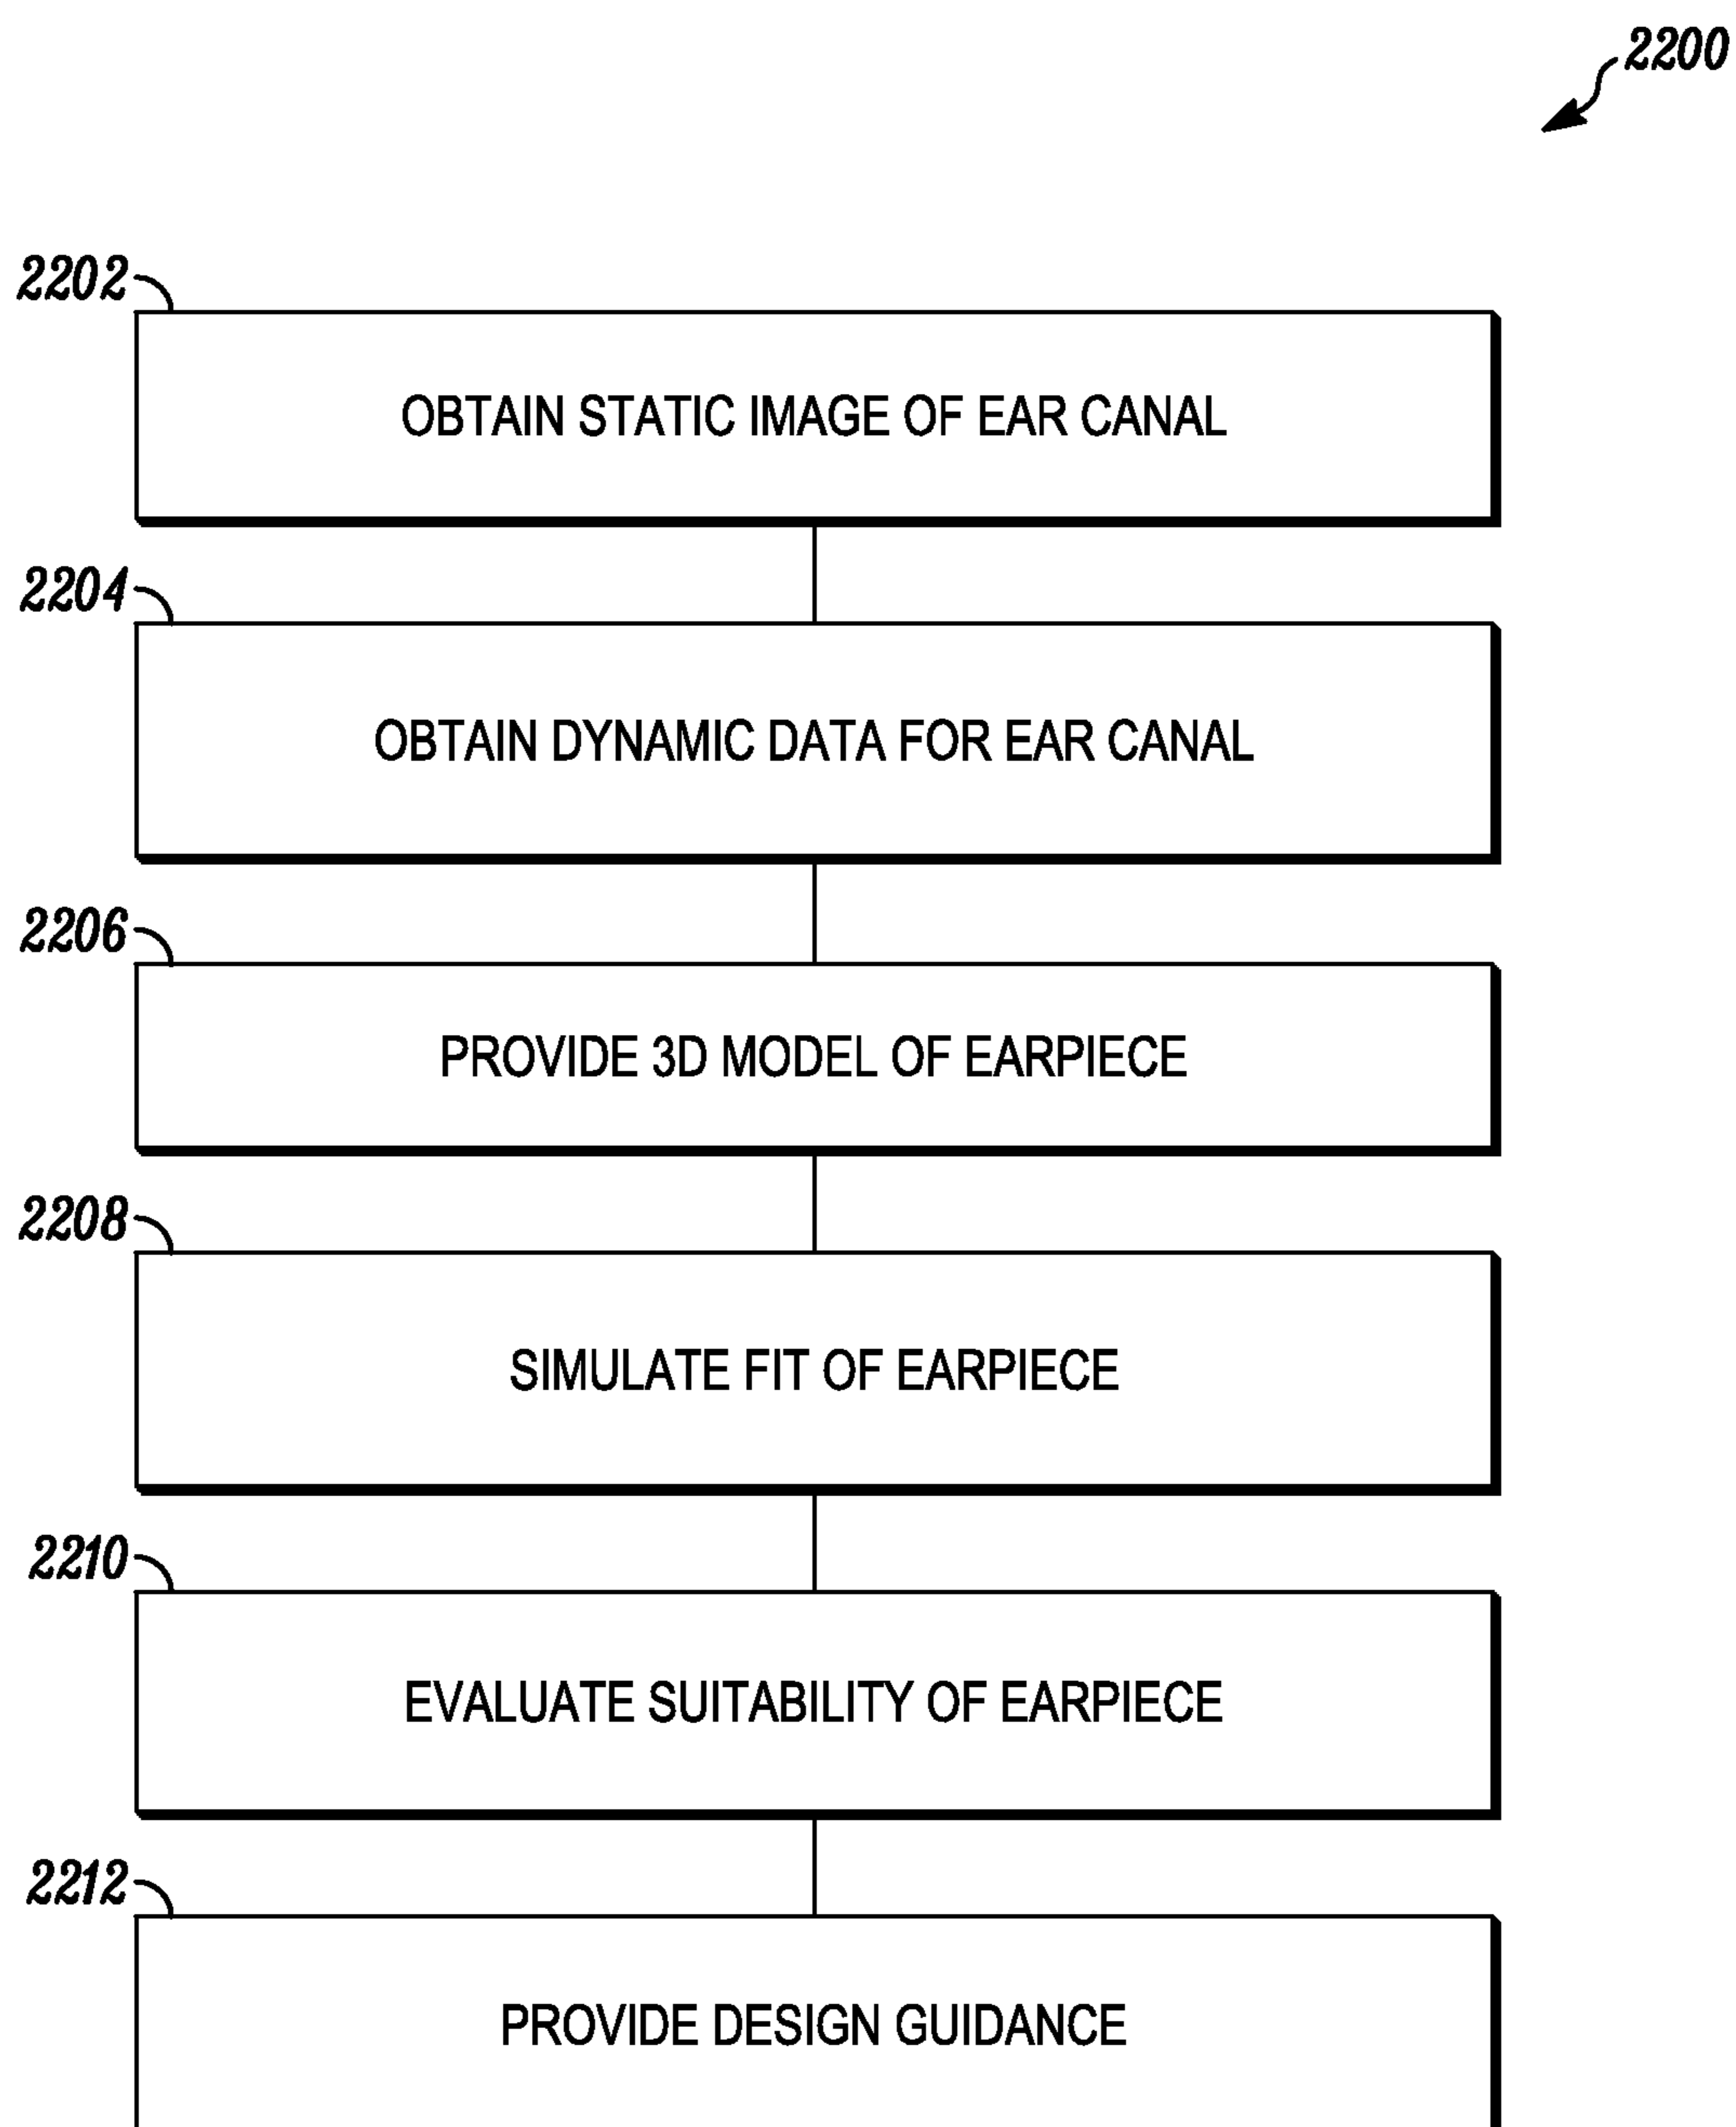 2200
2202
OBTAIN STATIC IMAGE OF EAR CANAL
2204
OBTAIN DYNAMIC DATA FOR EAR CANAL
2206
PROVIDE 3D MODEL OF EARPIECE
2208
SIMULATE FIT OF EARPIECE
2210
EVALUATE SUITABILITY OF EARPIECE
2212
PROVIDE DESIGN GUIDANCE